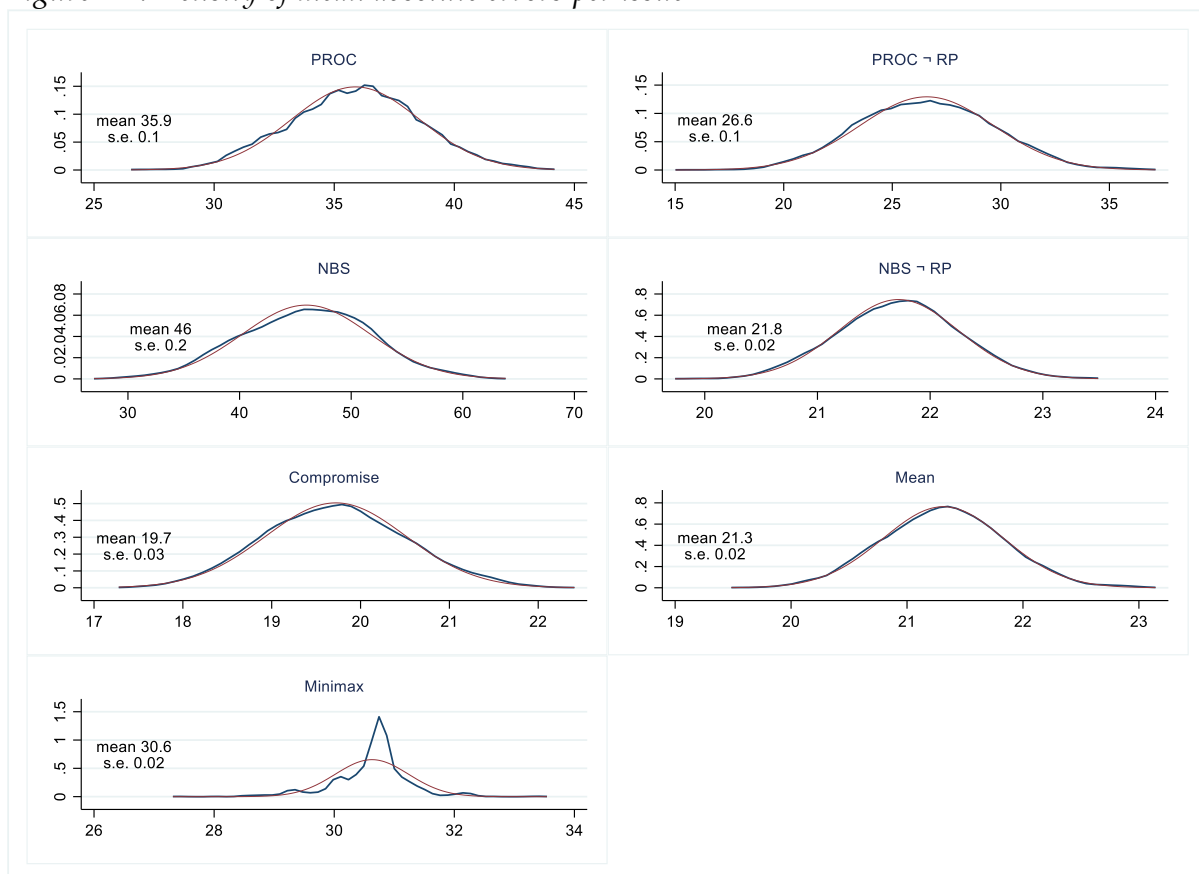 PROC
0 .05 .1 .15
mean 35.9
s.e. 0.1
25 30 35 40 45
PROC ¬ RP
0 .05 .1 .15
mean 26.6
s.e. 0.1
15 20 25 30 35
NBS
0 .02 .04 .06 .08
mean 46
s.e. 0.2
30 40 50 60 70
NBS ¬ RP
0 .2 .4 .6 .8
mean 21.8
s.e. 0.02
20 21 22 23 24
Compromise
0 .1 .2 .3 .4 .5
mean 19.7
s.e. 0.03
17 18 19 20 21 22
Mean
0 .2 .4 .6 .8
mean 21.3
s.e. 0.02
19 20 21 22 23
Minimax
0 .5 1 1.5
mean 30.6
s.e. 0.02
26 28 30 32 34